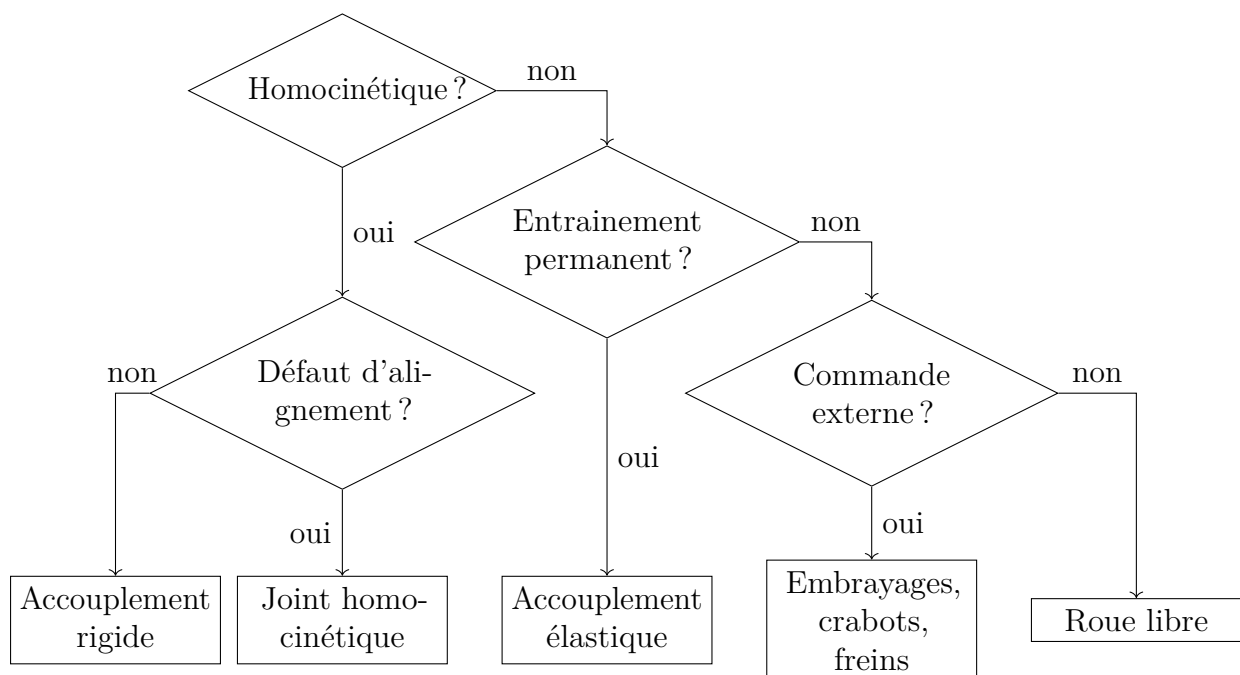 Homocinétique ?
non
oui
Entrainement
permanent ?
non
Défaut d'ali-
gnement ?
non
Commande
externe ?
non
oui
oui
oui
Accouplement
rigide
Joint homo-
cinétique
Accouplement
élastique
Embrayages,
crabots,
freins
Roue libre